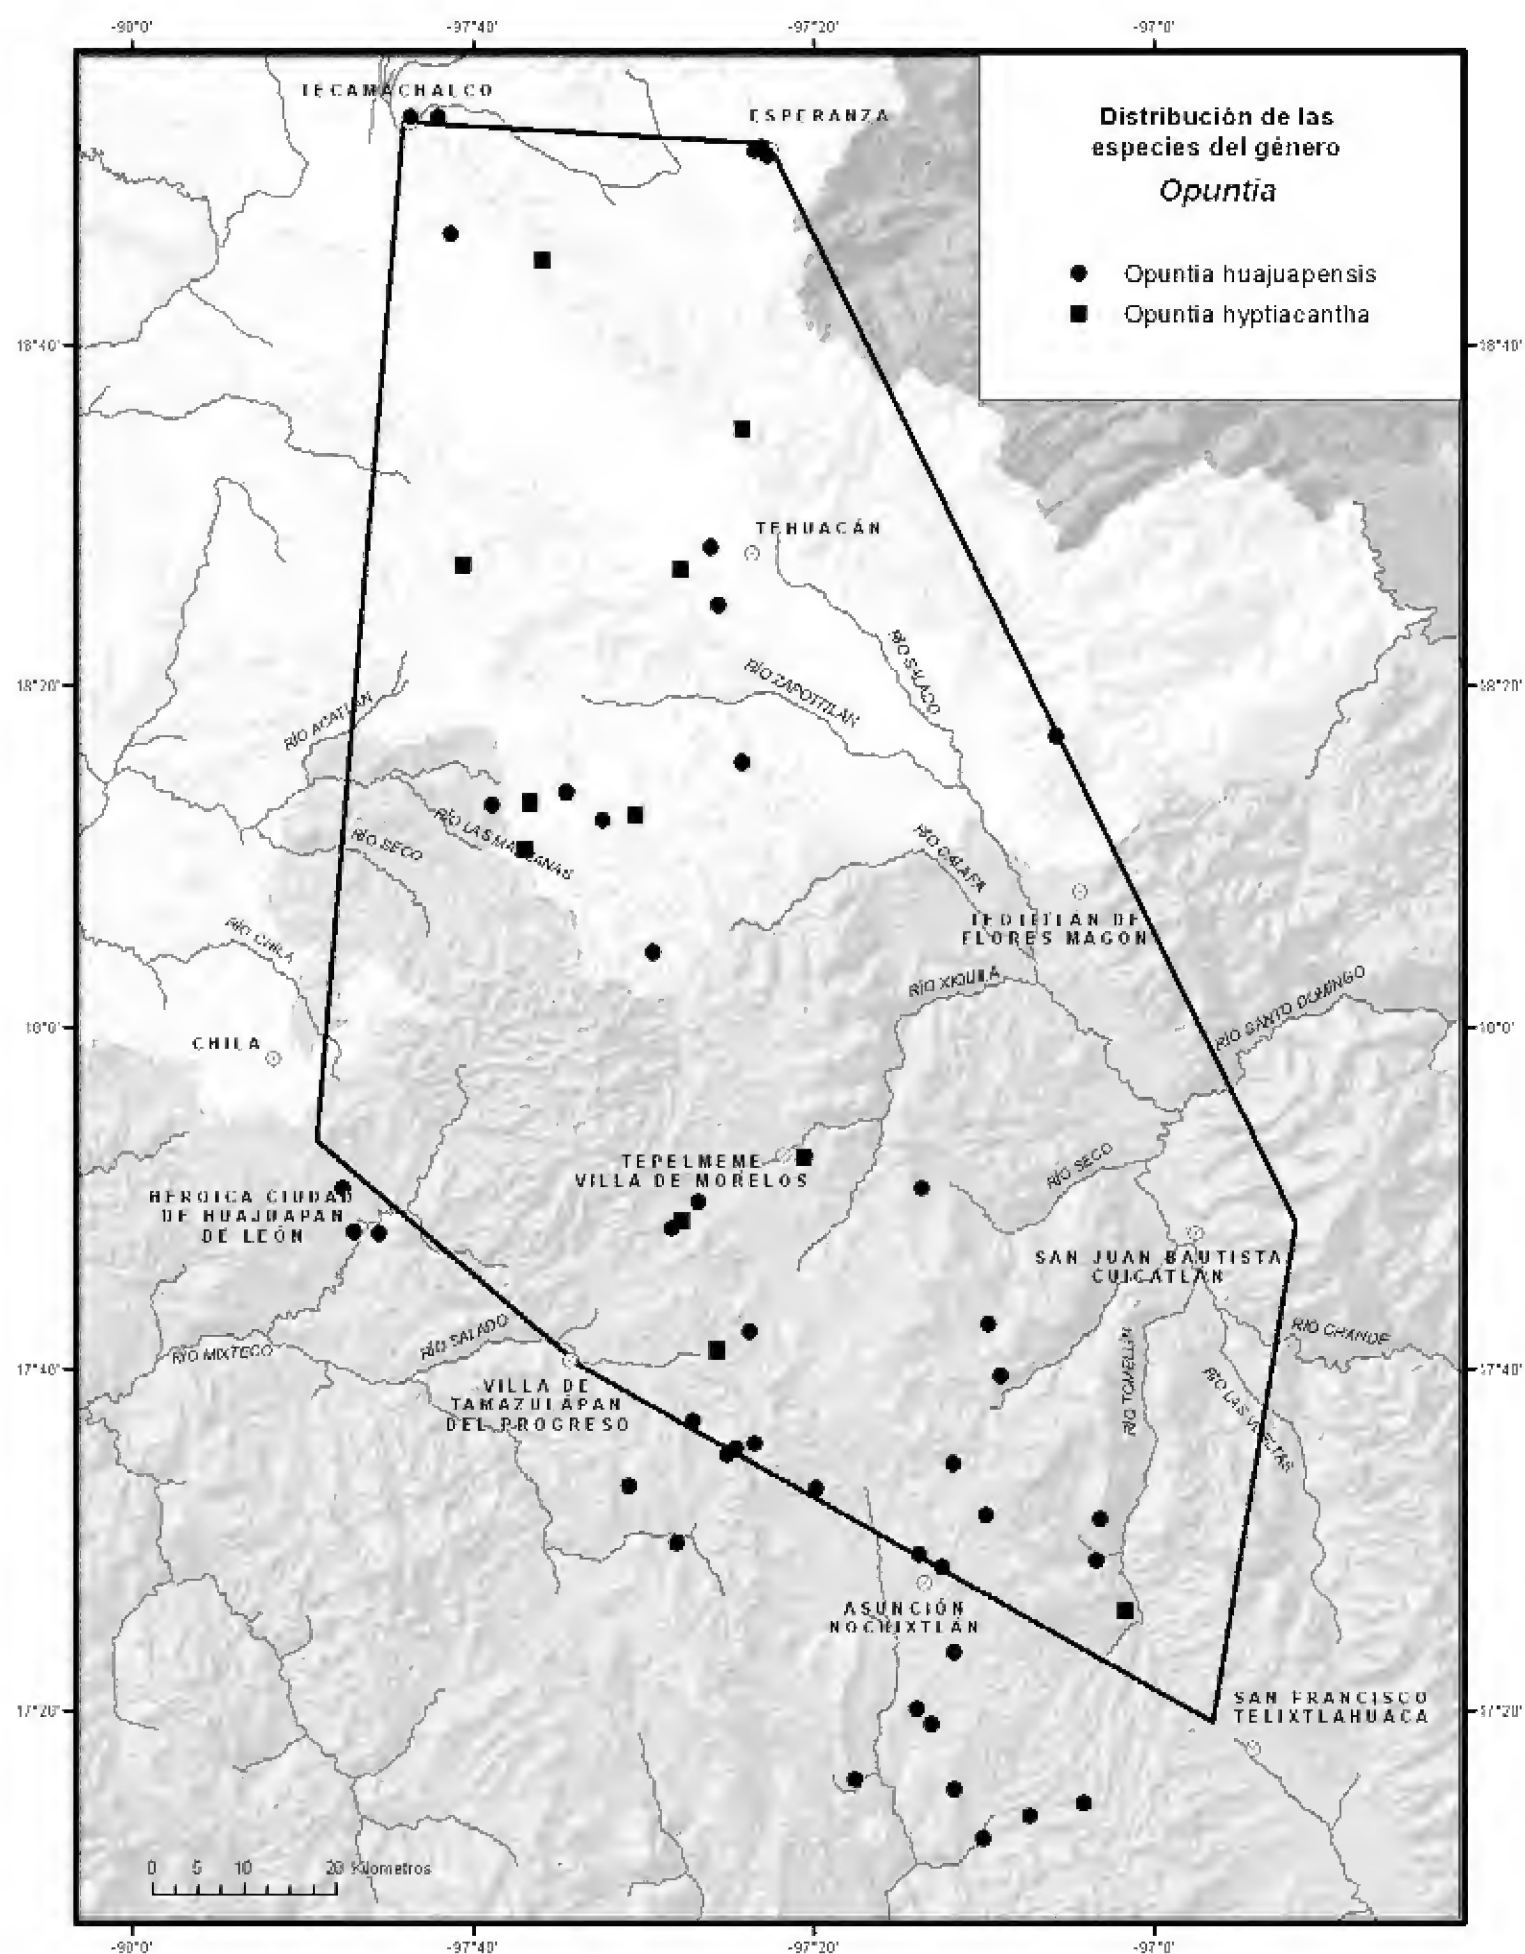 -98°0'
-97°40'
-97°20'
-97°0'
TECAMACHALCO
ESPERANZA
Distribución de las
especies del género
Opuntia
Opuntia huajuapensis
Opuntia hyptiacantha
18°40'
18°40'
TEHUACÁN
RÍO SALADO
RÍO ZAPOTITLÁN
18°20'
18°20'
RÍO ACATLÁN
RÍO LAS MANZANAS
RÍO SECO
RÍO CALAPA
TEOTITLÁN DE
FLORES MAGÓN
RÍO CHILA
RÍO XIQUILA
RÍO SANTO DOMINGO
18°0'
18°0'
CHILA
TEPELMEME
VILLA DE MORELOS
RÍO SECO
HEROICA CIUDAD
DE HUAJUAPAN
DE LEÓN
SAN JUAN BAUTISTA
CUICATLÁN
RÍO SALADO
RÍO MIXTECO
RÍO GRANDE
17°40'
17°40'
VILLA DE
TAMAZULÁPAN
DEL PROGRESO
RÍO TOMELLÍN
RÍO LAS VUELTAS
ASUNCIÓN
NOCHIXTLÁN
17°20'
17°20'
SAN FRANCISCO
TELIXTLAHUACA
0 5 10 20 Kilometros
-98°0'
-97°40'
-97°20'
-97°0'